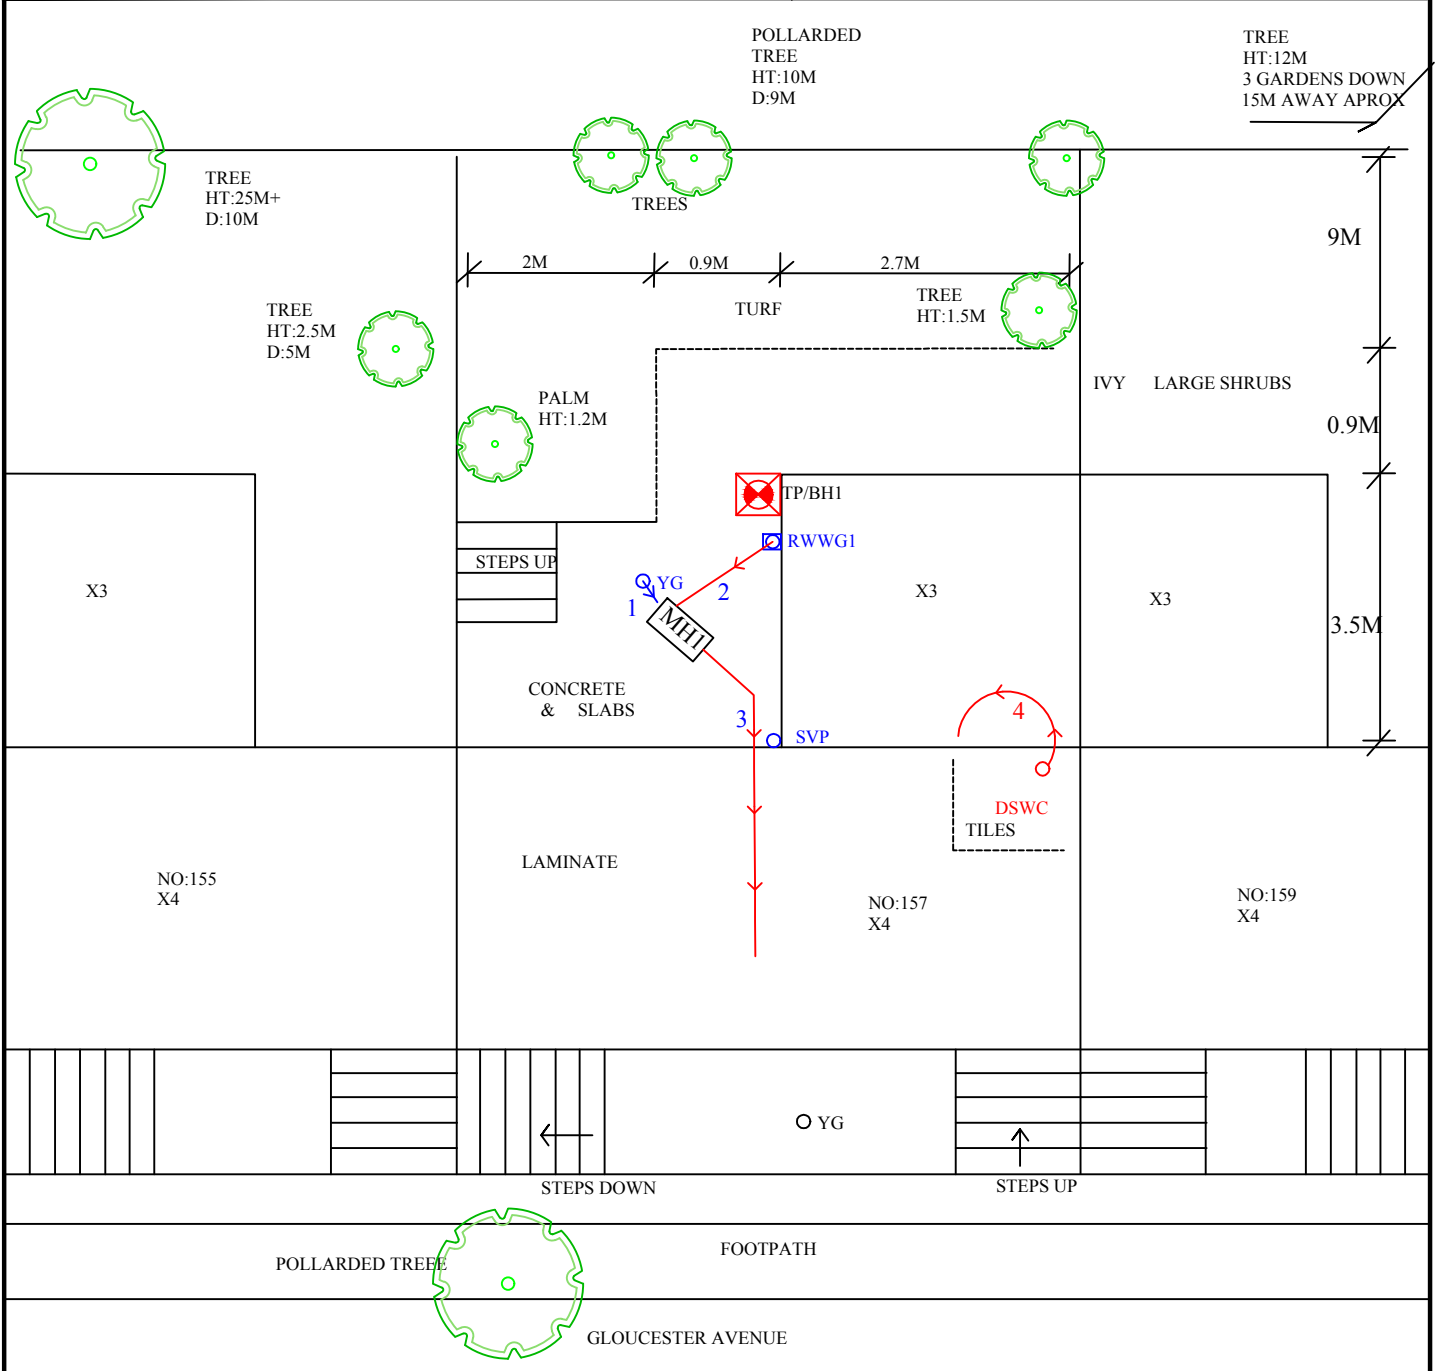 POLLARDED
TREE
HT:10M
D:9M
TREE
HT:12M
3 GARDENS DOWN
15M AWAY APROX
TREE
HT:25M+
D:10M
TREES
9M
2M
0.9M
2.7M
TREE
HT:2.5M
D:5M
TURF
TREE
HT:1.5M
IVY LARGE SHRUBS
PALM
HT:1.2M
0.9M
TP/BH1
RWWG1
STEPS UP
YG
1
2
MH1
X3
X3
X3
3.5M
CONCRETE
& SLABS
3
SVP
4
DSWC
TILES
LAMINATE
NO:155
X4
NO:157
X4
NO:159
X4
YG
STEPS DOWN
STEPS UP
FOOTPATH
POLLARDED TREEE
GLOUCESTER AVENUE